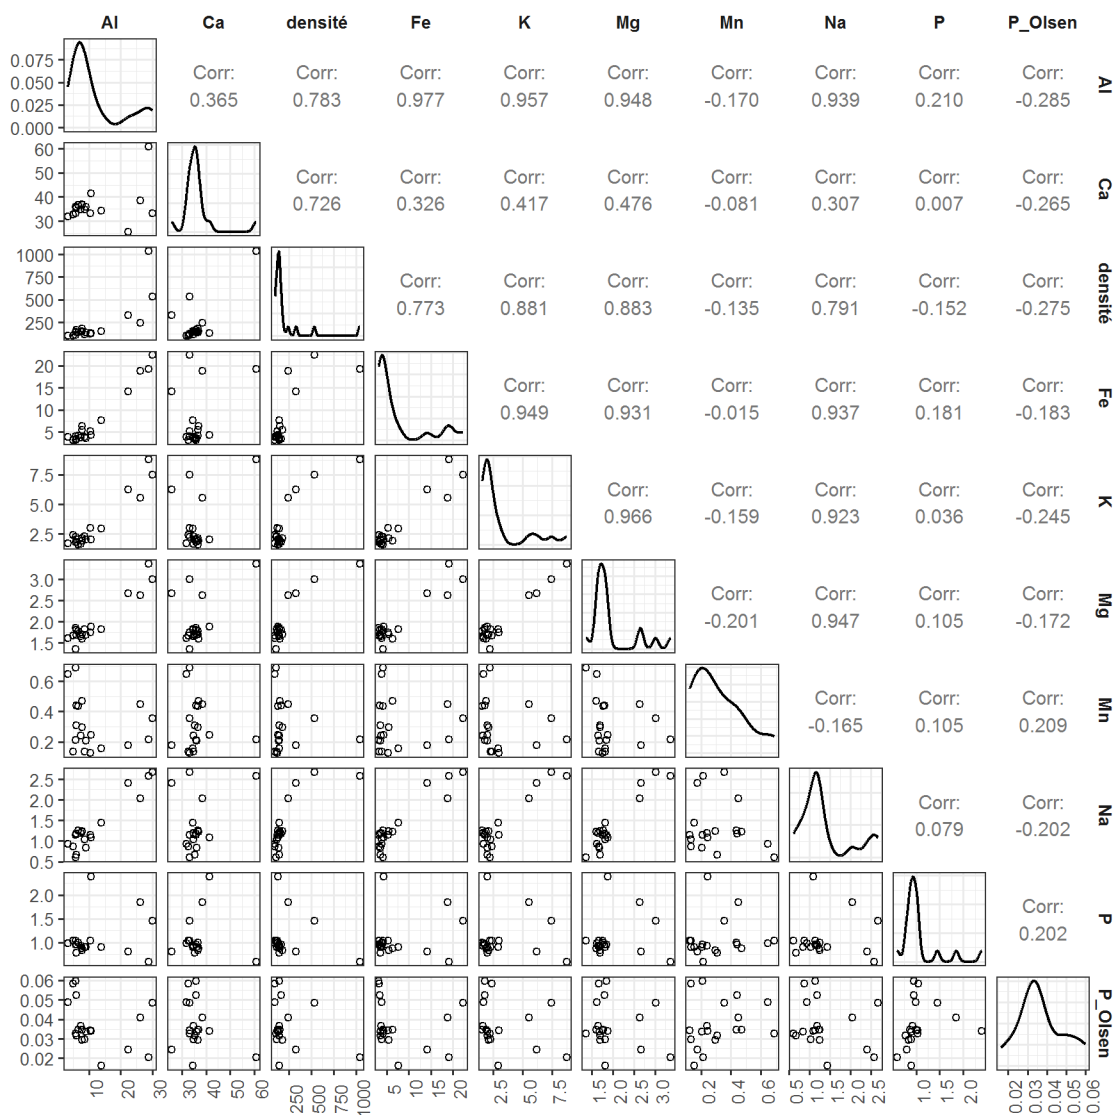 Al Ca densité Fe K Mg Mn Na P P_Olsen
0.075
0.050
0.025
0.000
Corr: Corr: Corr: Corr: Corr: Corr: Corr: Corr: Corr:
0.365 0.783 0.977 0.957 0.948 -0.170 0.939 0.210 -0.285
Al
60
50
40
30
Corr: Corr: Corr: Corr: Corr: Corr: Corr: Corr:
0.726 0.326 0.417 0.476 -0.081 0.307 0.007 -0.265
Ca
1000
750
500
250
Corr: Corr: Corr: Corr: Corr: Corr: Corr:
0.773 0.881 0.883 -0.135 0.791 -0.152 -0.275
densité
20
15
10
5
Corr: Corr: Corr: Corr: Corr: Corr:
0.949 0.931 -0.015 0.937 0.181 -0.183
Fe
7.5
5.0
2.5
Corr: Corr: Corr: Corr: Corr:
0.966 -0.159 0.923 0.036 -0.245
K
3.0
2.5
2.0
1.5
Corr: Corr: Corr: Corr:
-0.201 0.947 0.105 -0.172
Mg
0.6
0.4
0.2
Corr: Corr: Corr:
-0.165 0.105 0.209
Mn
2.5
2.0
1.5
1.0
0.5
Corr: Corr:
0.079 -0.202
Na
2.0
1.5
1.0
Corr:
0.202
P
0.06
0.05
0.04
0.03
0.02
P_Olsen
10 20 30 30 40 50 60 250 500 750 1000 5 10 15 20 2.5 5.0 7.5 1.5 2.0 2.5 3.0 0.2 0.4 0.6 0.5 1.0 1.5 2.0 2.5 1.0 1.5 2.0 0.02 0.03 0.04 0.05 0.06